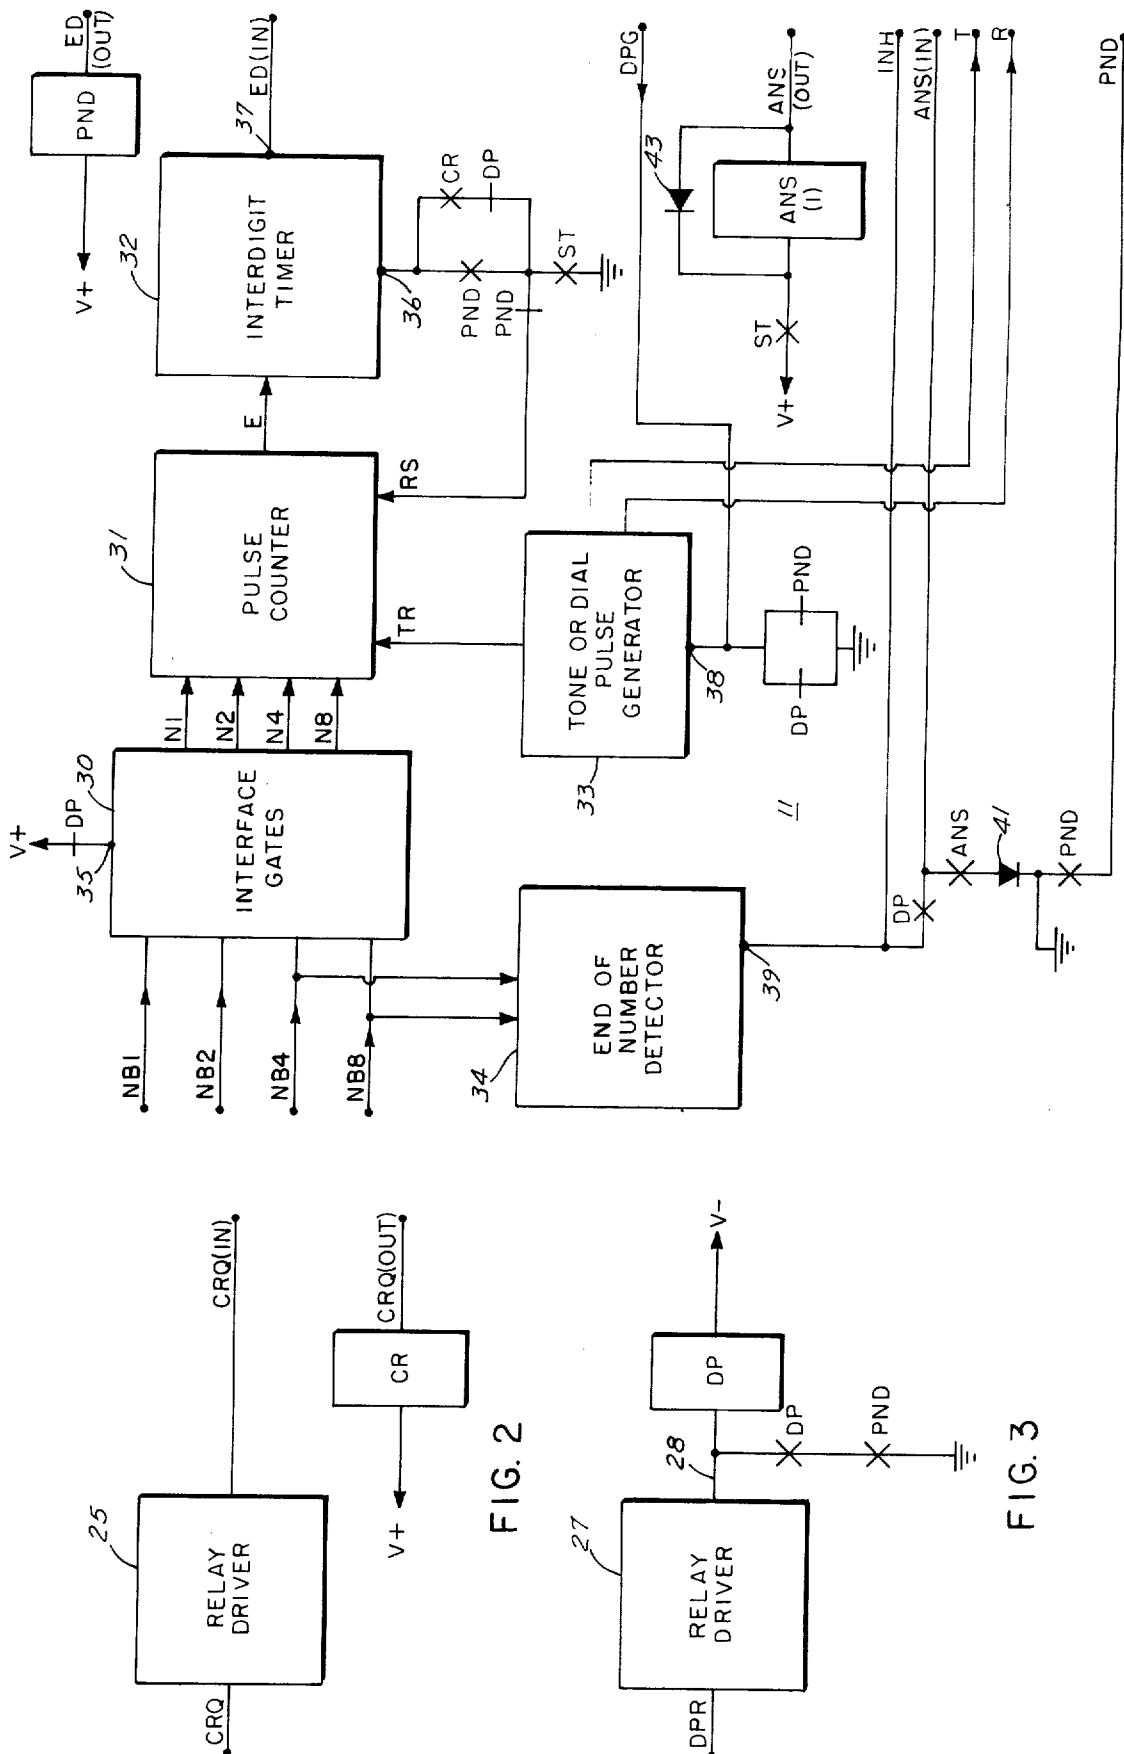 CRQ
25
RELAY
DRIVER
CRQ(IN)
V+
CR
CRQ(OUT)
FIG. 2
DPR
27
RELAY
DRIVER
28
DP
V-
DP
PND
FIG. 3
NB1
NB2
NB4
NB8
V+
DP
35
30
INTERFACE
GATES
N1
N2
N4
N8
31
PULSE
COUNTER
TR
RS
E
32
INTERDIGIT
TIMER
37
ED(IN)
V+
PND
ED
(OUT)
36
CR
DP
PND
PND
ST
34
END OF
NUMBER
DETECTOR
39
33
TONE OR DIAL
PULSE
GENERATOR
38
DP
PND
11
DPG
43
V+
ST
ANS
(1)
ANS
(OUT)
INH
ANS(IN)
T
R
DP
ANS
41
PND
PND